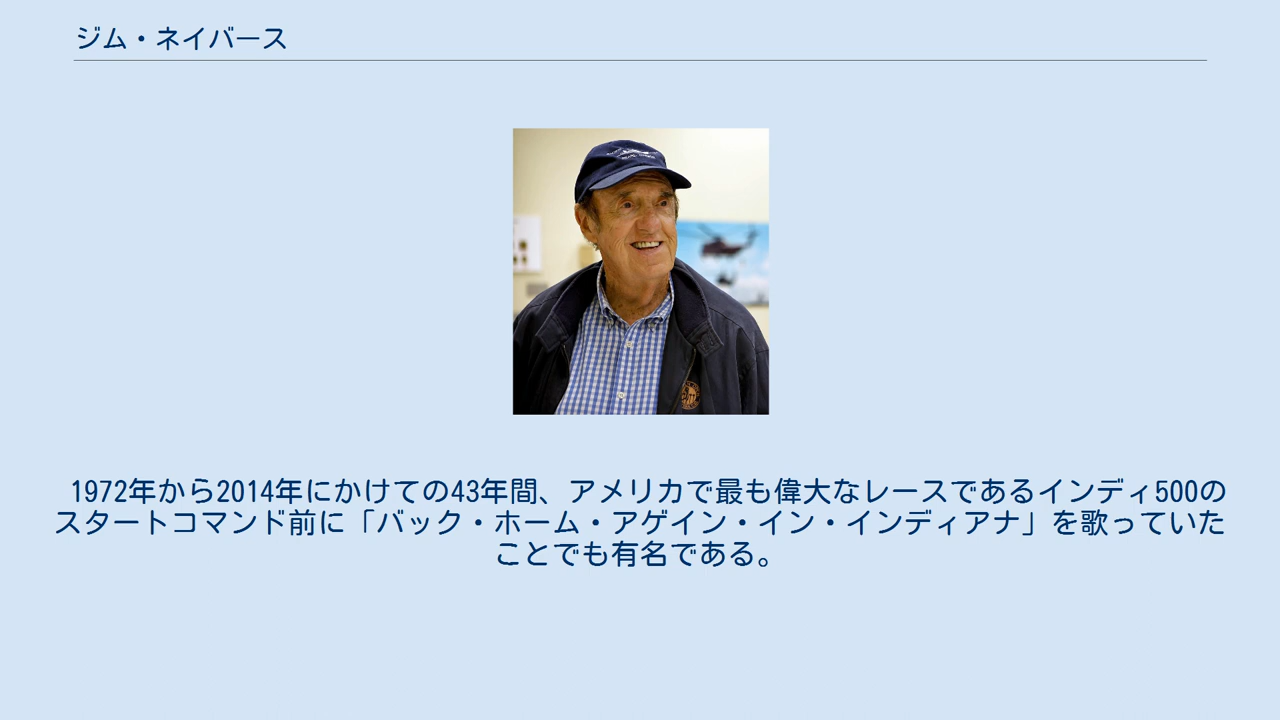 ジム・ネイバース
1972年から2014年にかけての43年間、アメリカで最も偉大なレースであるインディ500の
スタートコマンド前に「バック・ホーム・アゲイン・イン・インディアナ」を歌っていた
ことでも有名である。